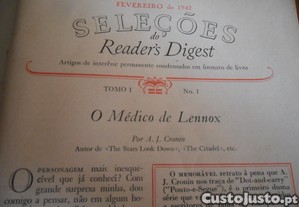 FEVEREIRO de 1942
SELEÇÕES
do
Reader's Digest
Artigos de interêsse permanente condensados em formato de livro
TOMO I No. 1
O Médico de Lennox
Por A. J. Cronin
Autor de «The Stars Look Down», «The Citadel», etc.
O PERSONAGEM mais inesquecível que já conheci? Com
grande surprêsa minha, dou
comigo a pensar, não em algum
O MEMORÁVEL retrato à pena que A.
J. Cronin nos traça de "Dot-and-carry"
("Ponto-e-Segue"), é o primeiro duma
CustoJusto.pt